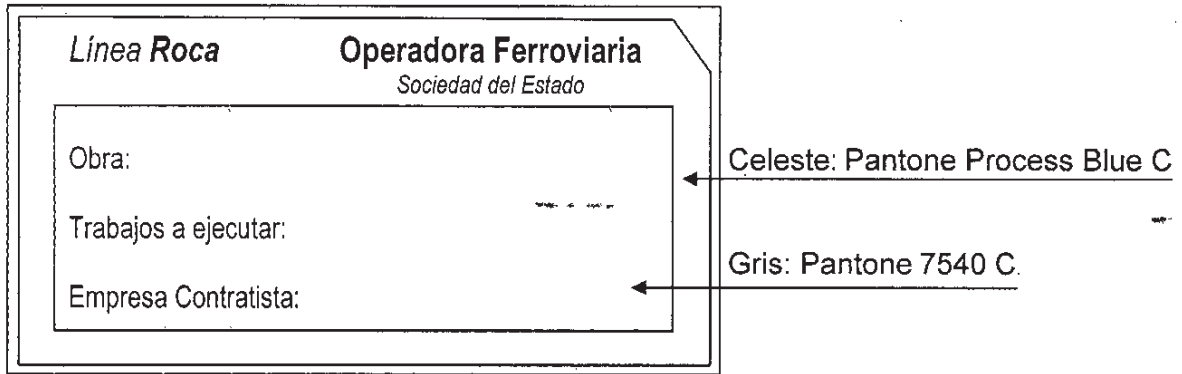 Línea Roca
Operadora Ferroviaria
Sociedad del Estado
Obra:
Celeste: Pantone Process Blue C
Trabajos a ejecutar:
Gris: Pantone 7540 C.
Empresa Contratista: